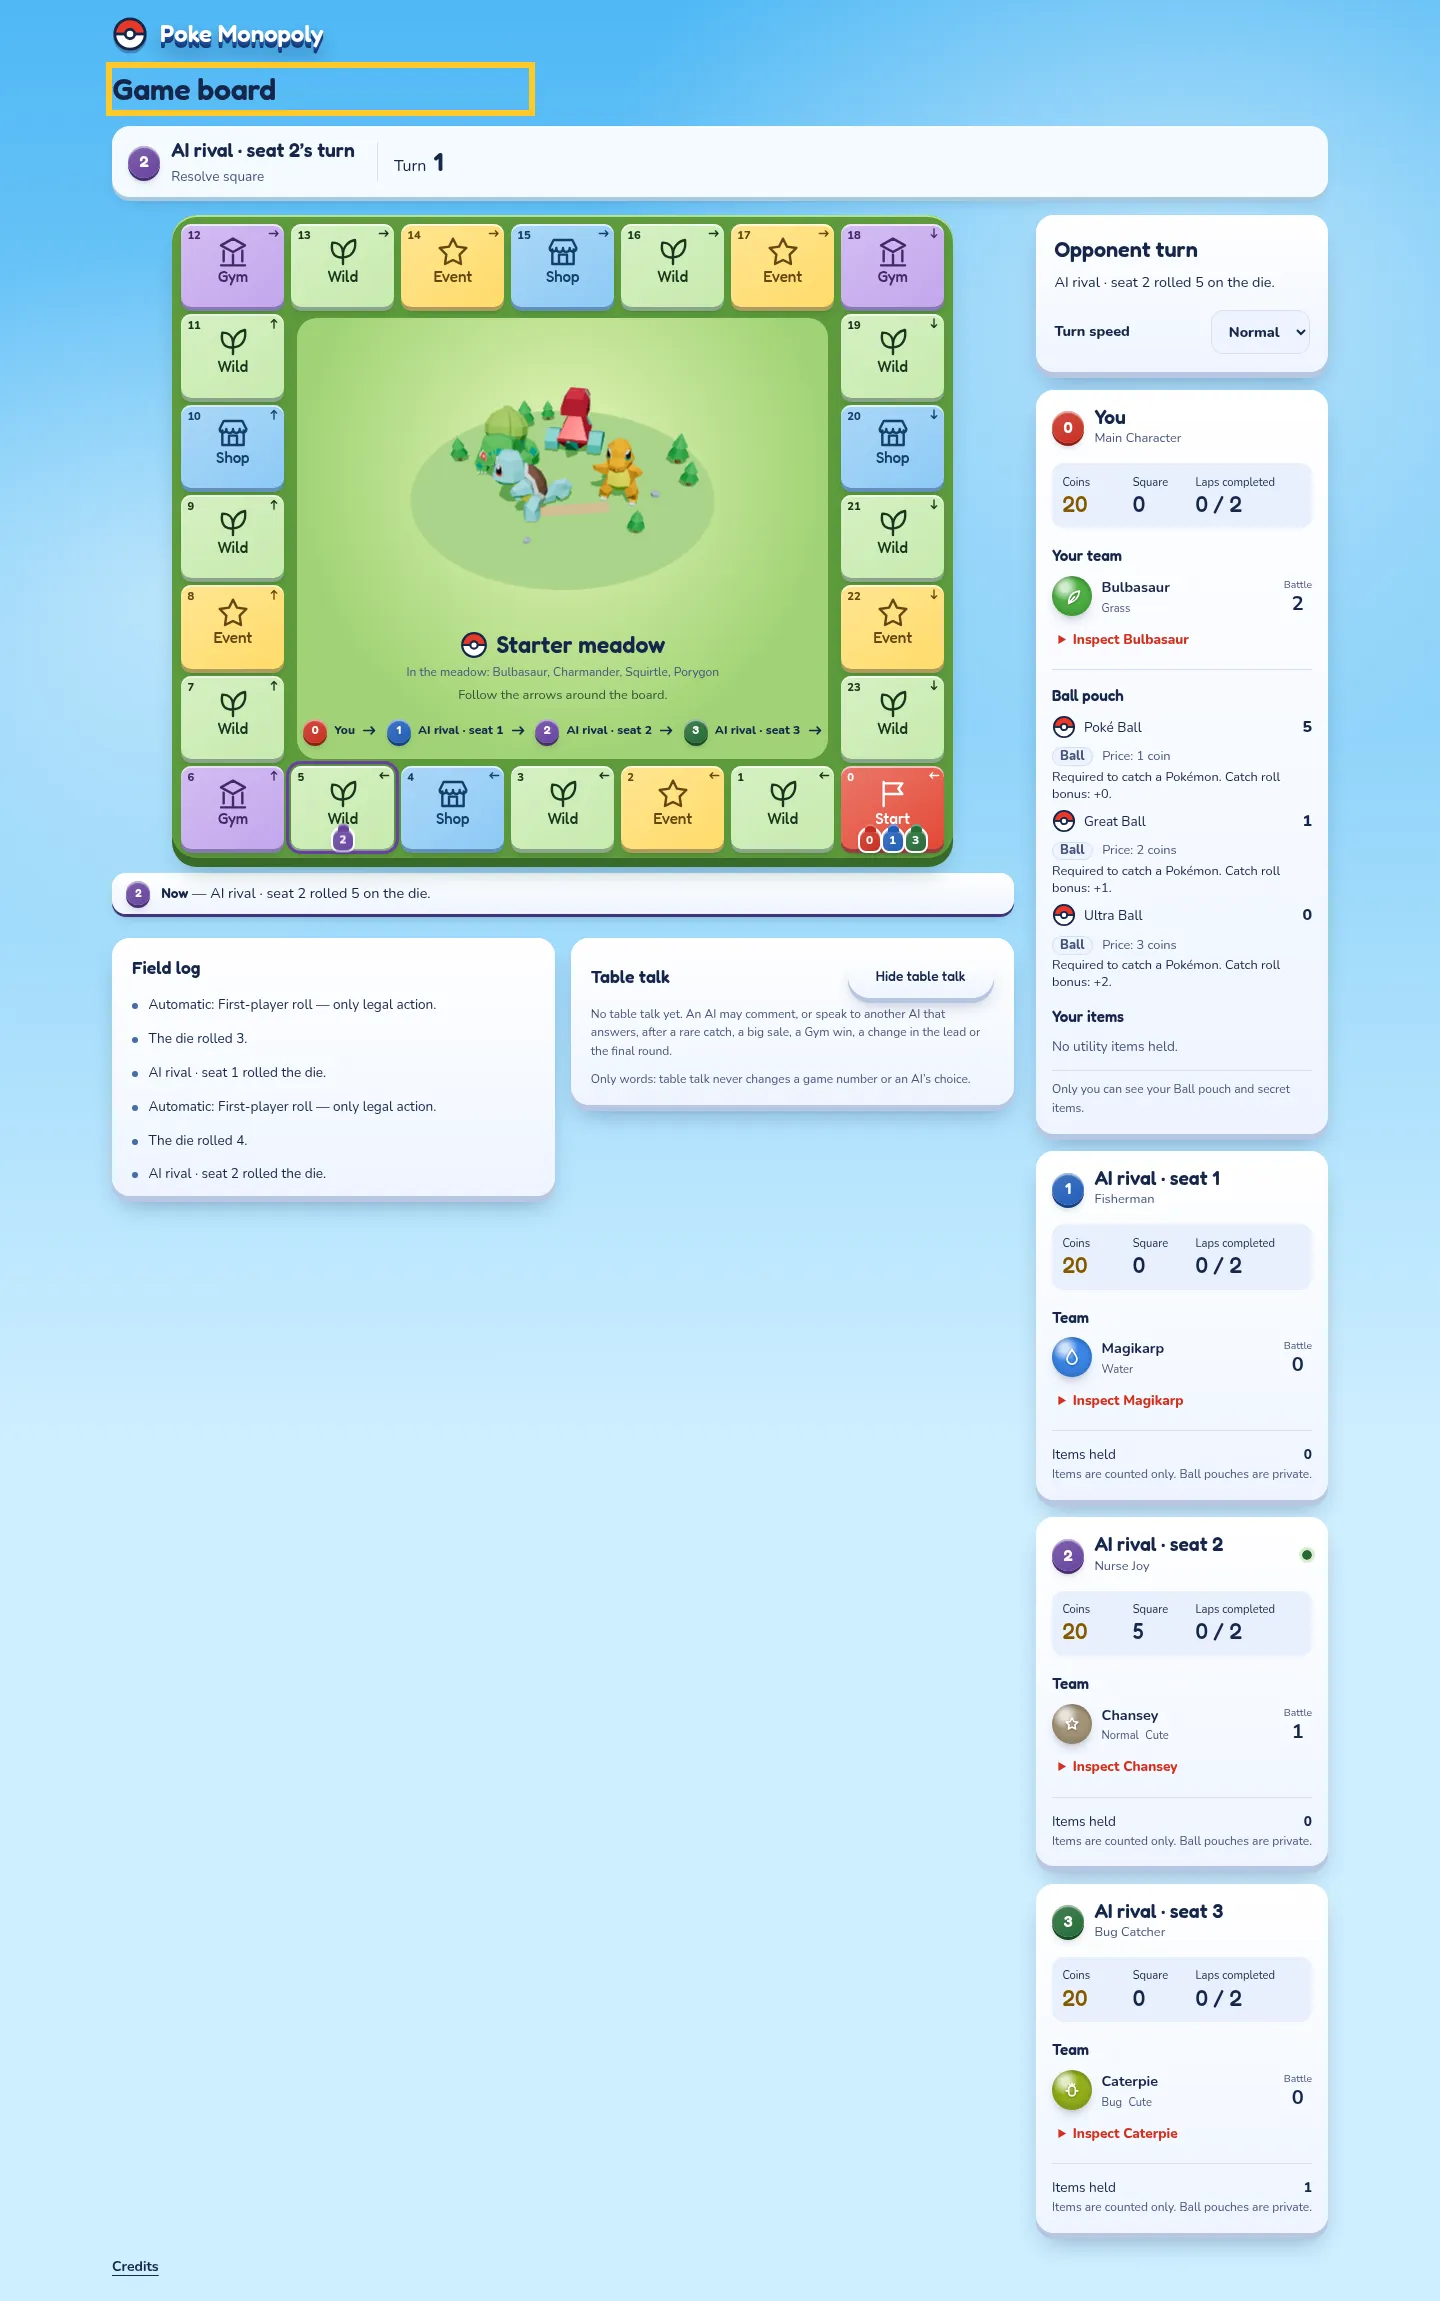 Poke Monopoly
Game board
2
AI rival · seat 2's turn
Resolve square
Turn 1
12
Gym
13
Wild
14
Event
15
Shop
16
Wild
17
Event
18
Gym
11
Wild
19
Wild
10
Shop
20
Shop
9
Wild
21
Wild
8
Event
22
Event
7
Wild
23
Wild
Starter meadow
In the meadow: Bulbasaur, Charmander, Squirtle, Porygon
Follow the arrows around the board.
0 You → 1 AI rival · seat 1 → 2 AI rival · seat 2 → 3 AI rival · seat 3 →
6
Gym
5
Wild
2
4
Shop
3
Wild
2
Event
1
Wild
0
Start
0 1 3
2 Now — AI rival · seat 2 rolled 5 on the die.
Field log
Automatic: First-player roll — only legal action.
The die rolled 3.
AI rival · seat 1 rolled the die.
Automatic: First-player roll — only legal action.
The die rolled 4.
AI rival · seat 2 rolled the die.
Table talk
Hide table talk
No table talk yet. An AI may comment, or speak to another AI that
answers, after a rare catch, a big sale, a Gym win, a change in the lead or
the final round.
Only words: table talk never changes a game number or an AI's choice.
Opponent turn
AI rival · seat 2 rolled 5 on the die.
Turn speed
Normal
0
You
Main Character
Coins Square Laps completed
20 0 0 / 2
Your team
Bulbasaur
Grass
Battle
2
Inspect Bulbasaur
Ball pouch
Poké Ball 5
Ball Price: 1 coin
Required to catch a Pokémon. Catch roll
bonus: +0.
Great Ball 1
Ball Price: 2 coins
Required to catch a Pokémon. Catch roll
bonus: +1.
Ultra Ball 0
Ball Price: 3 coins
Required to catch a Pokémon. Catch roll
bonus: +2.
Your items
No utility items held.
Only you can see your Ball pouch and secret
items.
1
AI rival · seat 1
Fisherman
Coins Square Laps completed
20 0 0 / 2
Team
Magikarp
Water
Battle
0
Inspect Magikarp
Items held 0
Items are counted only. Ball pouches are private.
2
AI rival · seat 2
Nurse Joy
Coins Square Laps completed
20 5 0 / 2
Team
Chansey
Normal Cute
Battle
1
Inspect Chansey
Items held 0
Items are counted only. Ball pouches are private.
3
AI rival · seat 3
Bug Catcher
Coins Square Laps completed
20 0 0 / 2
Team
Caterpie
Bug Cute
Battle
0
Inspect Caterpie
Items held 1
Items are counted only. Ball pouches are private.
Credits